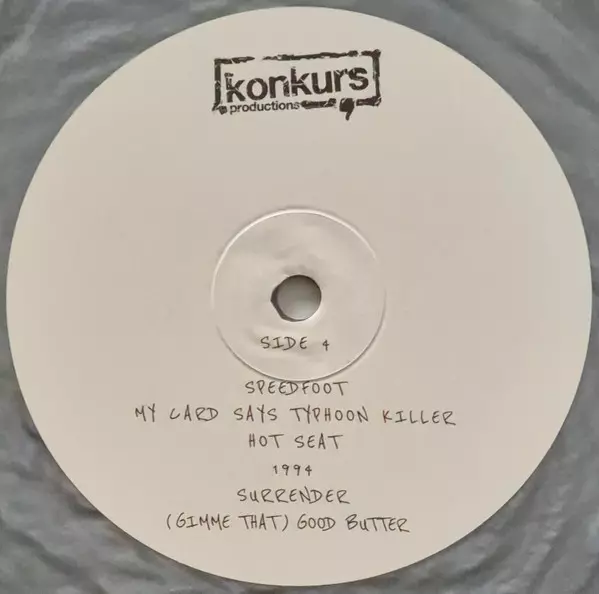 konkurs
productions
SIDE 4
SPEEDFOOT
MY CARD SAYS TYPHOON KILLER
HOT SEAT
1994
SURRENDER
(GIMME THAT) GOOD BUTTER